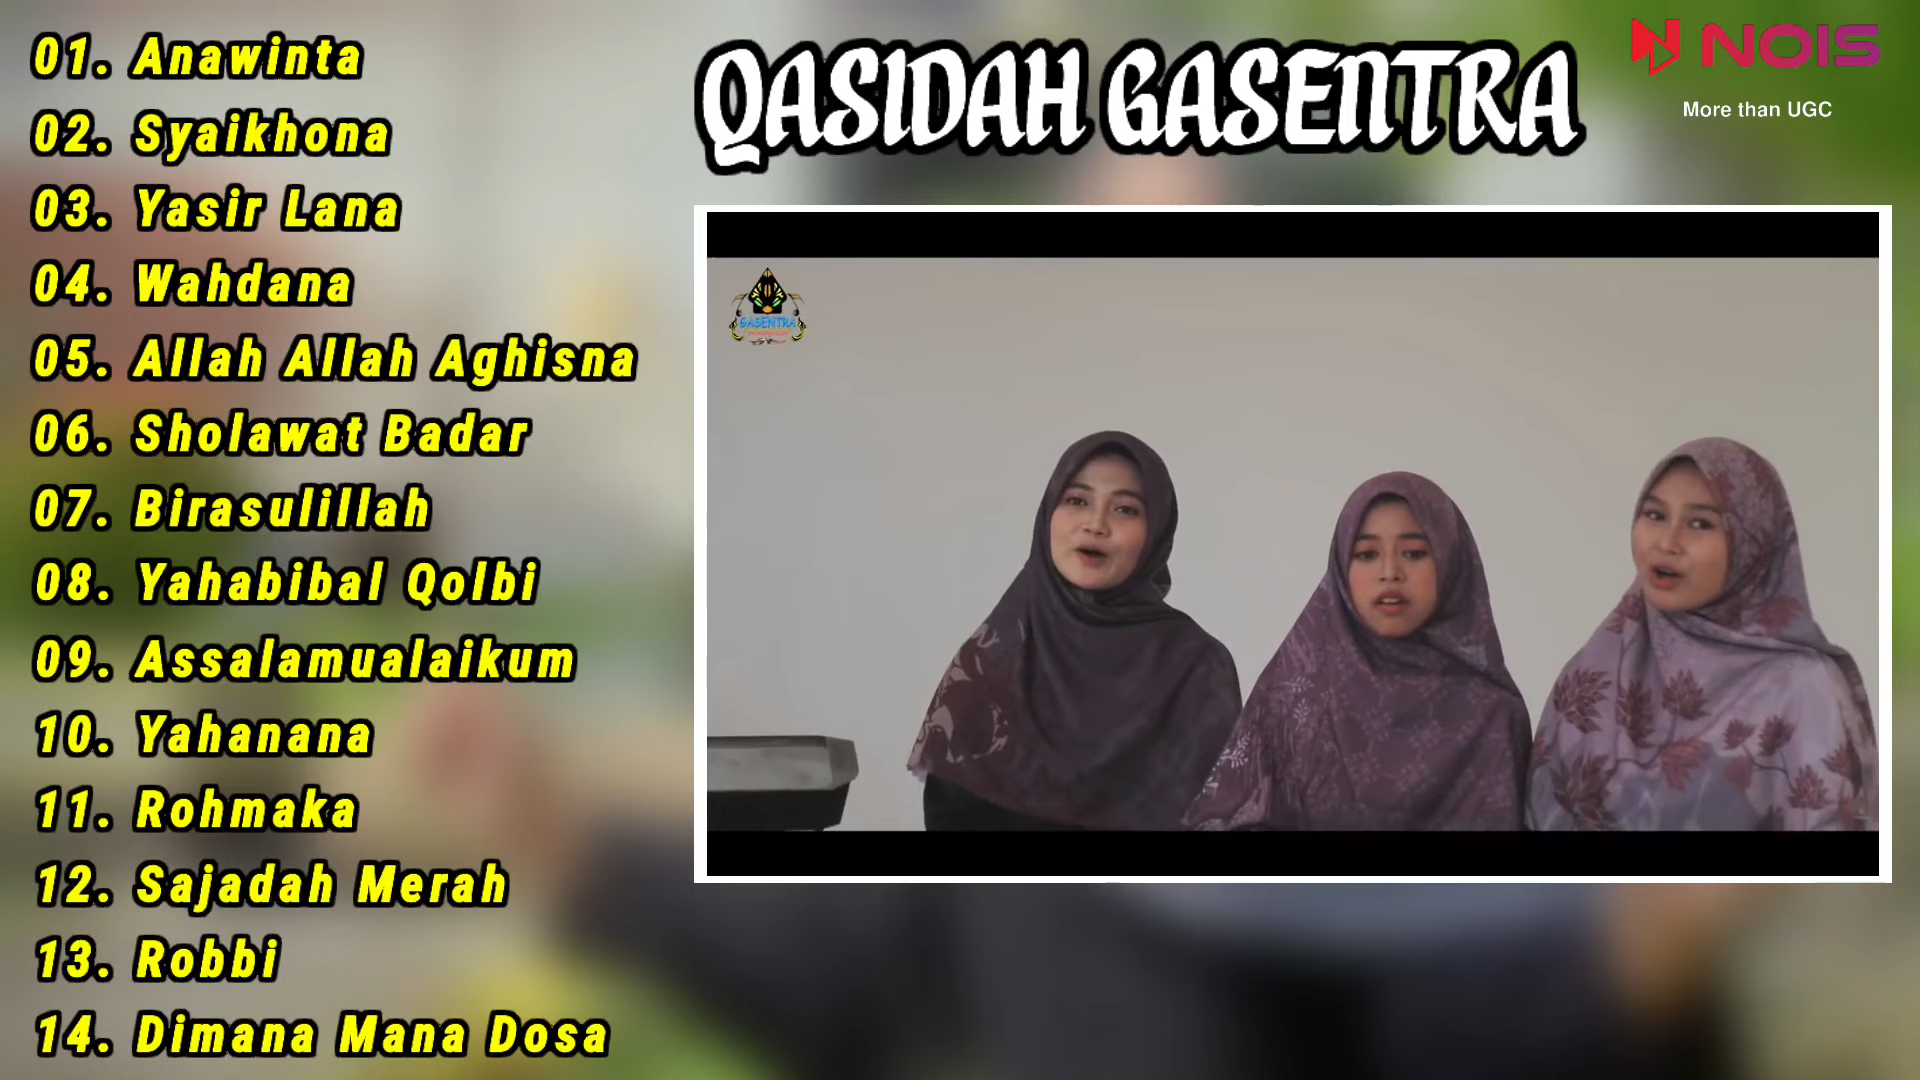 01. Anawinta
02. Syaikhona
03. Yasir Lana
04. Wahdana
05. Allah Allah Aghisna
06. Sholawat Badar
07. Birasulillah
08. Yahabibal Qolbi
09. Assalamualaikum
10. Yahanana
11. Rohmaka
12. Sajadah Merah
13. Robbi
14. Dimana Mana Dosa
QASIDAH GASENTRA
NOIS
More than UGC
GASENTRA